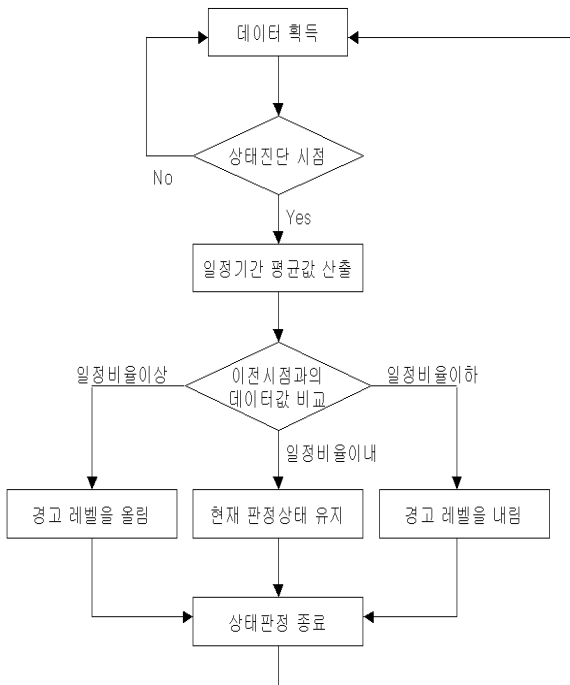 데이터 획득
상태진단 시점
No
Yes
일정기간 평균값 산출
일정비율이상
이전시점과의
데이터값 비교
일정비율이하
일정비율이내
경고 레벨을 올림
현재 판정상태 유지
경고 레벨을 내림
상태판정 종료